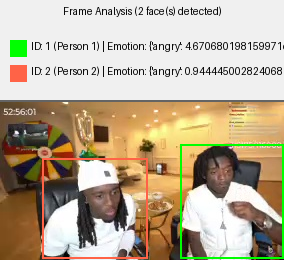 Frame Analysis (2 face(s) detected)
ID: 1 (Person 1) | Emotion: {'angry': 4.670680198159971
ID: 2 (Person 2) | Emotion: {'angry': 0.944445002824068
52:56:01